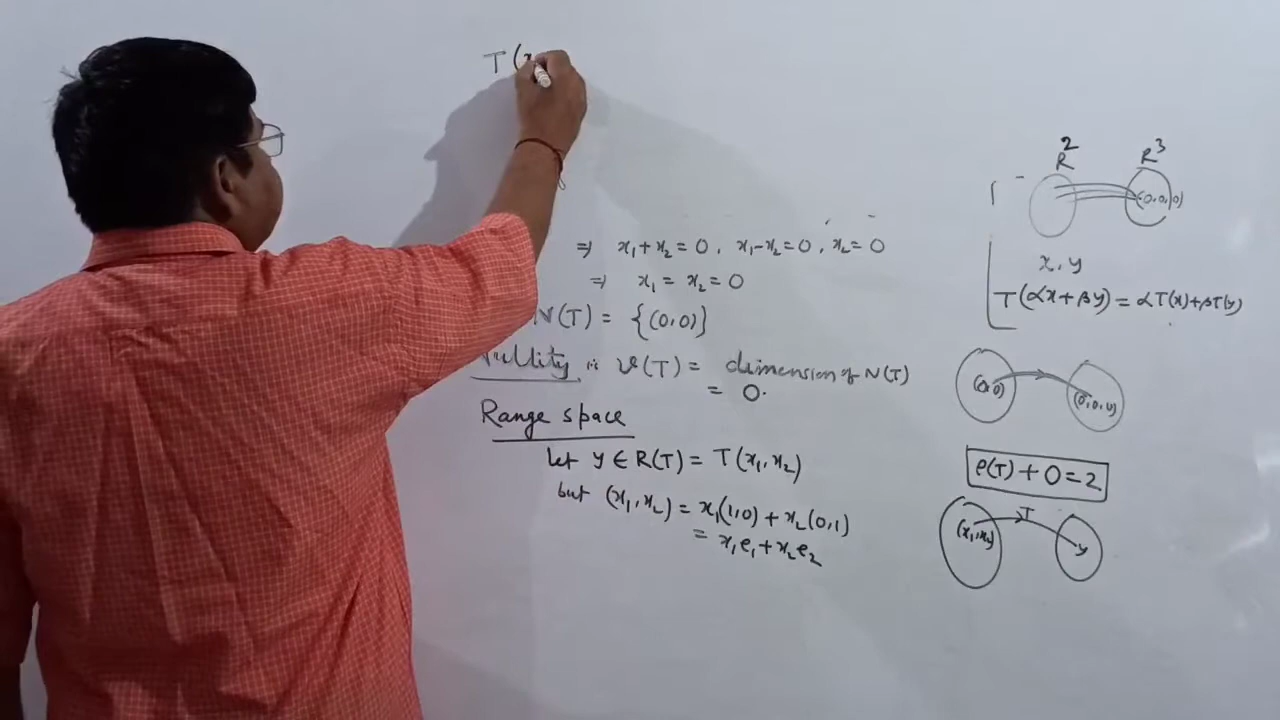 T(x
⇒ x₁+x₂ = 0, x₁-x₂ = 0, x₂ = 0
⇒ x₁ = x₂ = 0
N(T) = {(0,0)}
Nullity is ν(T) = dimension of N(T)
= 0.
Range space
let y ∈ R(T) = T(x₁,x₂)
but (x₁,x₂) = x₁(1,0) + x₂(0,1)
= x₁e₁+x₂e₂
R² R³
(0,0,0)
x, y
T(αx+βy) = αT(x)+βT(y)
(0,0) (0,0,0)
ρ(T) + 0 = 2
T
(x₁,x₂) y